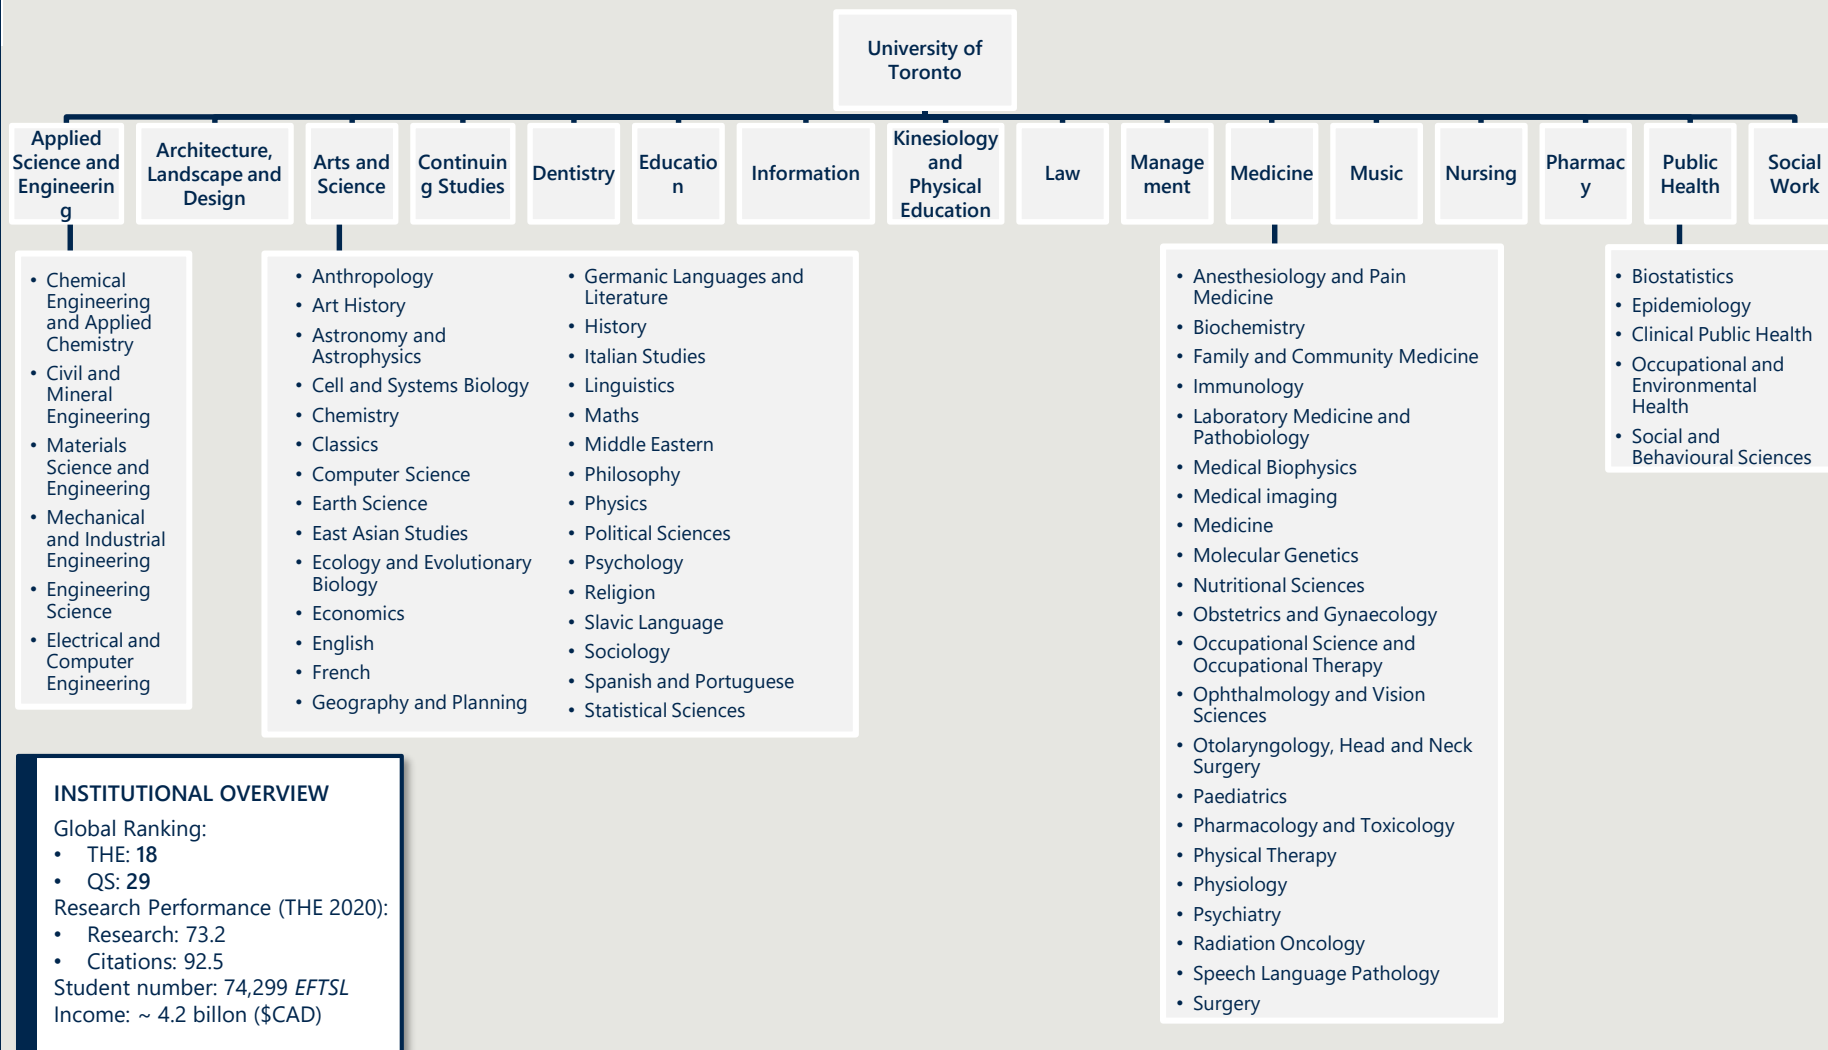 University of
Toronto
Applied
Science and
Engineerin
g
Architecture,
Landscape and
Design
Arts and
Science
Continuin
g Studies
Dentistry
Educatio
n
Information
Kinesiology
and
Physical
Education
Law
Manage
ment
Medicine
Music
Nursing
Pharmac
y
Public
Health
Social
Work
• Chemical
Engineering
and Applied
Chemistry
• Civil and
Mineral
Engineering
• Materials
Science and
Engineering
• Mechanical
and Industrial
Engineering
• Engineering
Science
• Electrical and
Computer
Engineering
• Anthropology
• Art History
• Astronomy and
Astrophysics
• Cell and Systems Biology
• Chemistry
• Classics
• Computer Science
• Earth Science
• East Asian Studies
• Ecology and Evolutionary
Biology
• Economics
• English
• French
• Geography and Planning
• Germanic Languages and
Literature
• History
• Italian Studies
• Linguistics
• Maths
• Middle Eastern
• Philosophy
• Physics
• Political Sciences
• Psychology
• Religion
• Slavic Language
• Sociology
• Spanish and Portuguese
• Statistical Sciences
• Anesthesiology and Pain
Medicine
• Biochemistry
• Family and Community Medicine
• Immunology
• Laboratory Medicine and
Pathobiology
• Medical Biophysics
• Medical imaging
• Medicine
• Molecular Genetics
• Nutritional Sciences
• Obstetrics and Gynaecology
• Occupational Science and
Occupational Therapy
• Ophthalmology and Vision
Sciences
• Otolaryngology, Head and Neck
Surgery
• Paediatrics
• Pharmacology and Toxicology
• Physical Therapy
• Physiology
• Psychiatry
• Radiation Oncology
• Speech Language Pathology
• Surgery
• Biostatistics
• Epidemiology
• Clinical Public Health
• Occupational and
Environmental
Health
• Social and
Behavioural Sciences
INSTITUTIONAL OVERVIEW
Global Ranking:
• THE: 18
• QS: 29
Research Performance (THE 2020):
• Research: 73.2
• Citations: 92.5
Student number: 74,299 EFTSL
Income: ~ 4.2 billon ($CAD)